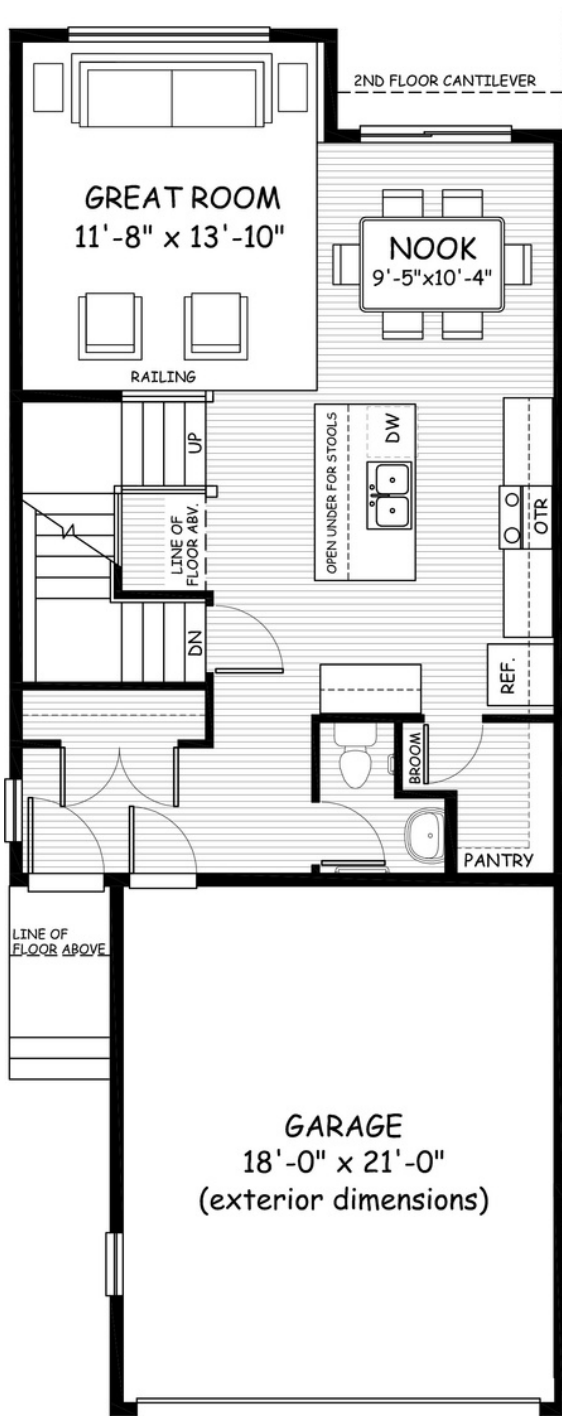 2ND FLOOR CANTILEVER
GREAT ROOM
11'-8" x 13'-10"
NOOK
9'-5"x10'-4"
RAILING
UP
OPEN UNDER FOR STOOLS
DW
OTR
LINE OF
FLOOR ABV.
DN
REF.
BROOM
PANTRY
LINE OF
FLOOR ABOVE
GARAGE
18'-0" x 21'-0"
(exterior dimensions)